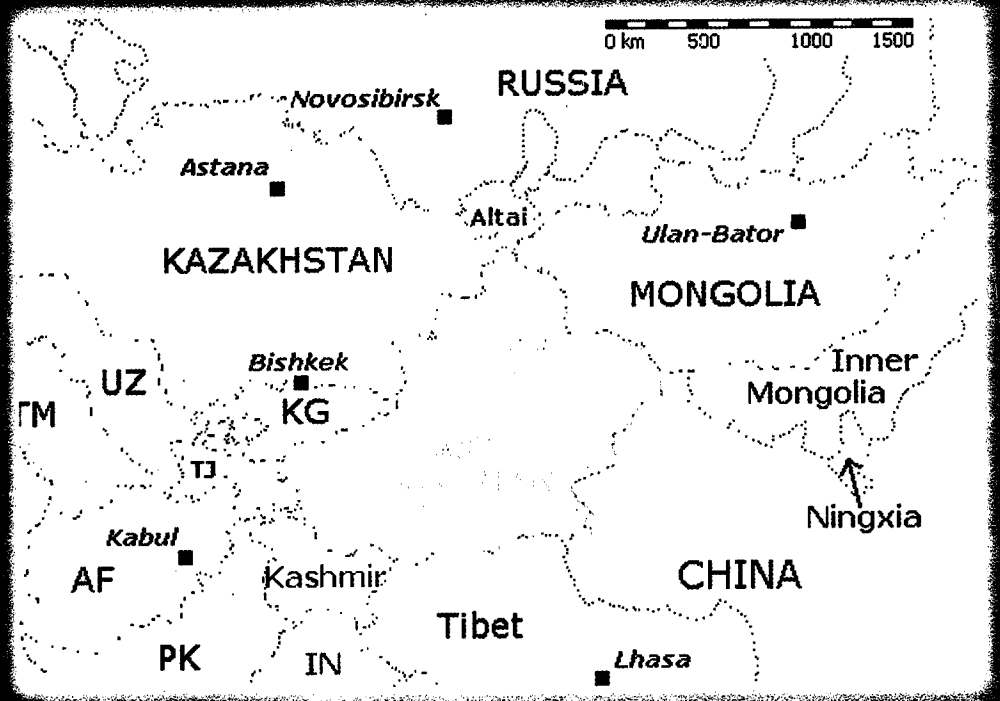 0 km 500 1000 1500
RUSSIA
Novosibirsk
Astana
Altai
Ulan-Bator
KAZAKHSTAN
MONGOLIA
Bishkek
Inner
Mongolia
UZ
KG
TM
TJ
Ningxia
Kabul
AF
Kashmir
CHINA
Tibet
PK
IN
Lhasa